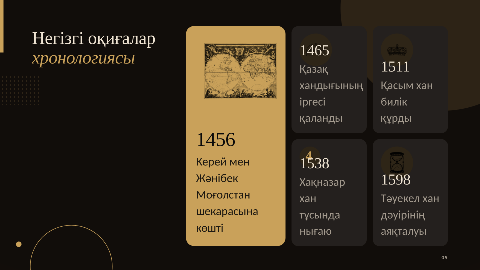 Негізгі оқиғалар
хронологиясы
1456
Керей мен
Жәнібек
Моғолстан
шекарасына
көшті
1465
Қазақ
хандығының
іргесі
қаланды
1511
Қасым хан
билік
құрды
4
1538
Хақназар
хан
тұсында
нығаю
1598
Тәуекел хан
дәуірінің
аяқталуы